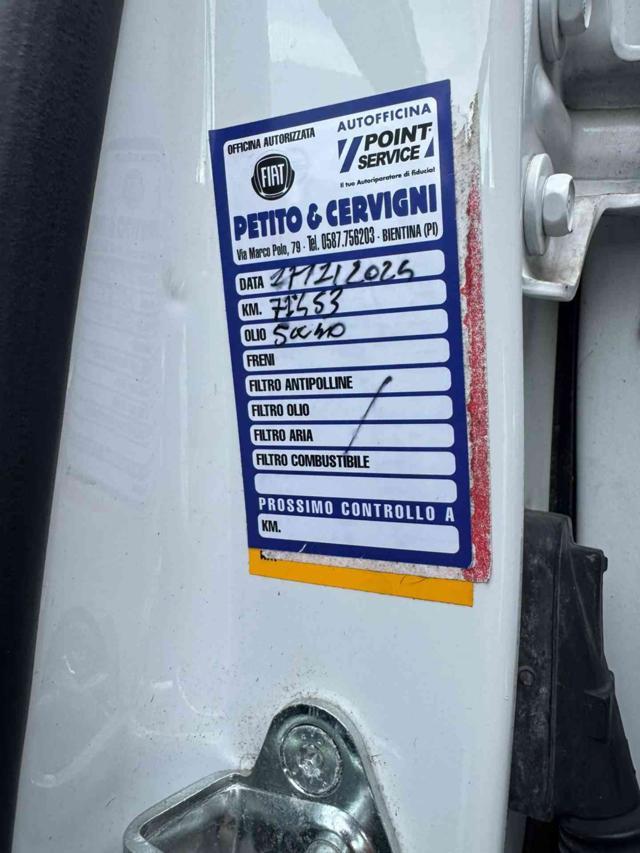 OFFICINA AUTORIZZATA
AUTOFFICINA
FIAT
POINT
SERVICE
Il tuo Autoriparatore di fiducia!
PETITO & CERVIGNI
Via Marco Polo, 79 - Tel. 0587.756203 - BIENTINA (PI)
DATA
KM.
OLIO
FRENI
FILTRO ANTIPOLLINE
FILTRO OLIO
FILTRO ARIA
FILTRO COMBUSTIBILE
PROSSIMO CONTROLLO A
KM.